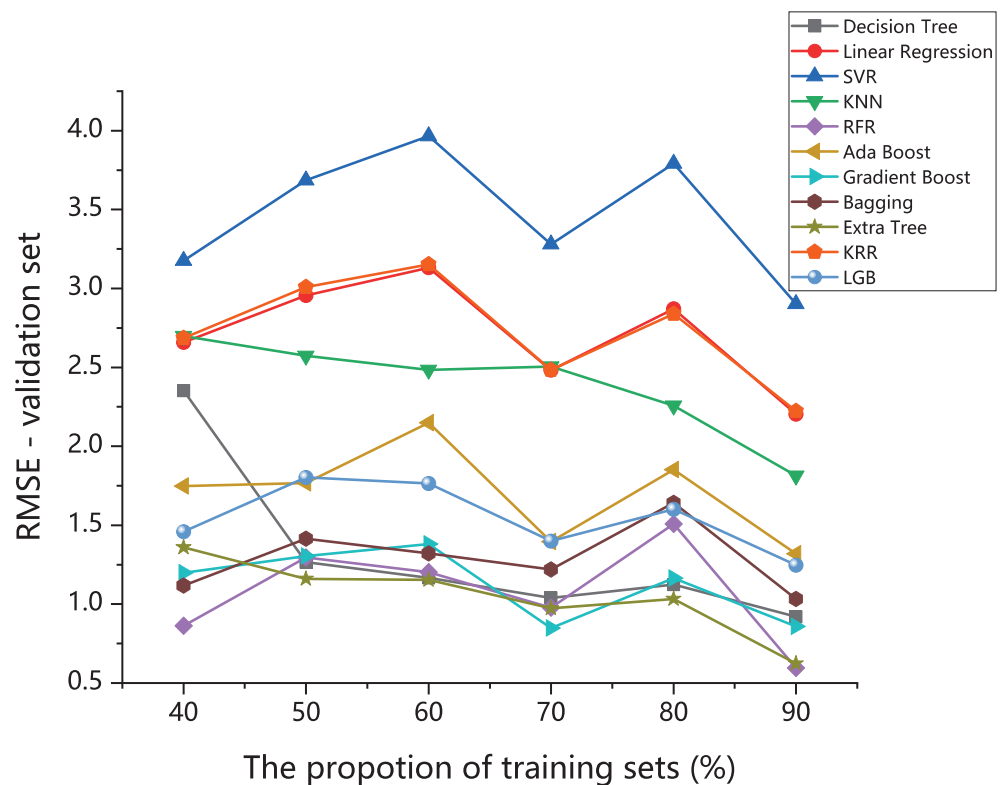 Decision Tree
Linear Regression
SVR
KNN
RFR
Ada Boost
Gradient Boost
Bagging
Extra Tree
KRR
LGB
4.0
3.5
3.0
2.5
2.0
1.5
1.0
0.5
RMSE - validation set
40 50 60 70 80 90
The propotion of training sets (%)